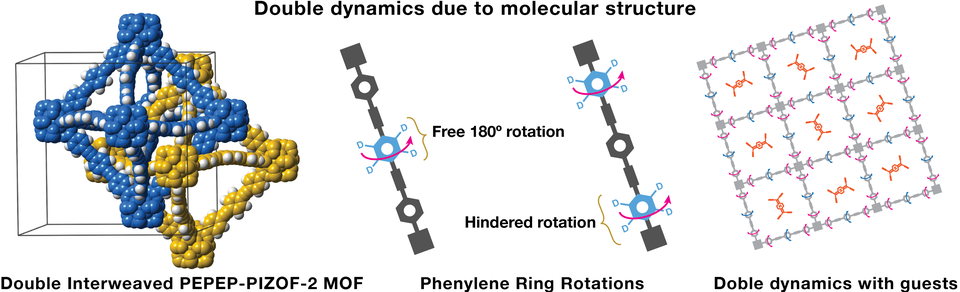 Double dynamics due to molecular structure
D
D
D
D
Free 180º rotation
D
D
D
D
D
D
D
D
Hindered rotation
Double Interweaved PEPEP-PIZOF-2 MOF
Phenylene Ring Rotations
Doble dynamics with guests